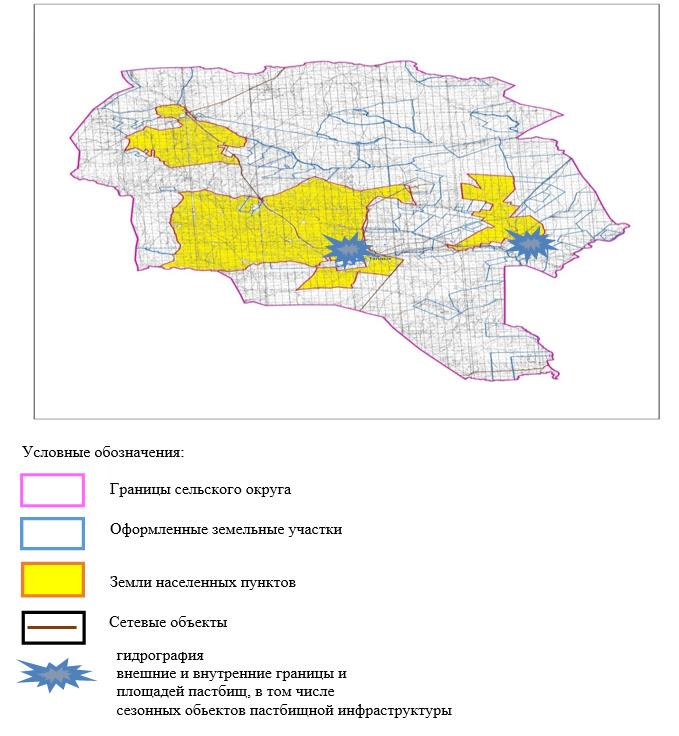 Условные обозначения:
Границы сельского округа
Оформленные земельные участки
Земли населенных пунктов
Сетевые объекты
гидрография
внешние и внутренние границы и
площадей пастбищ, в том числе
сезонных обьектов пастбищной инфраструктуры